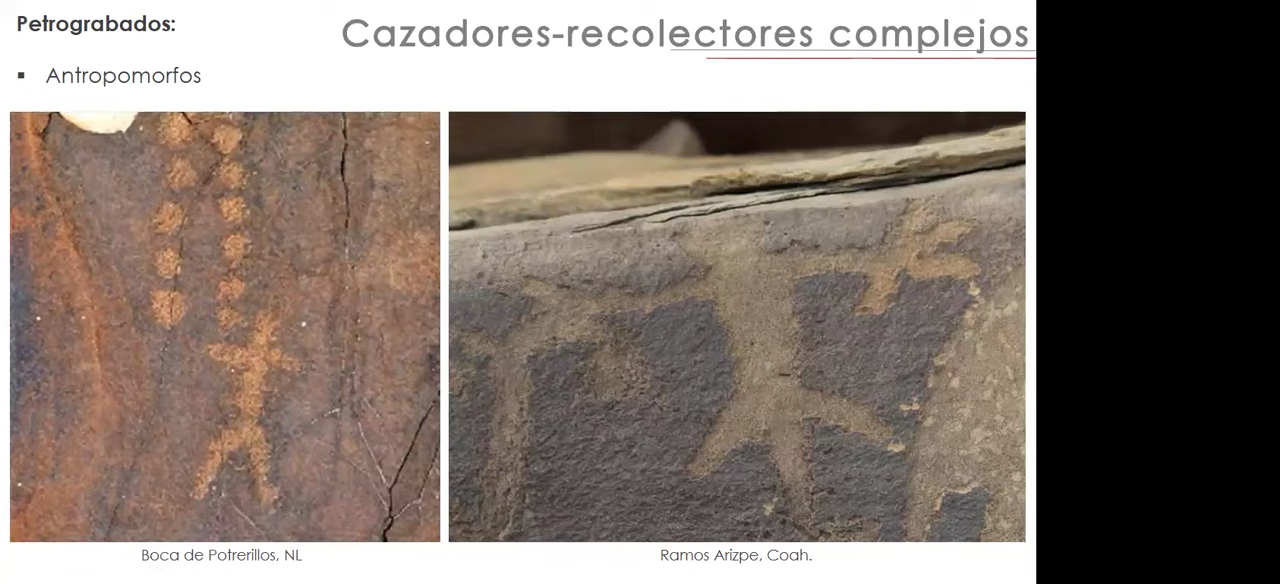 Petrograbados:
Cazadores-recolectores complejos
▪ Antropomorfos
Boca de Potrerillos, NL
Ramos Arizpe, Coah.